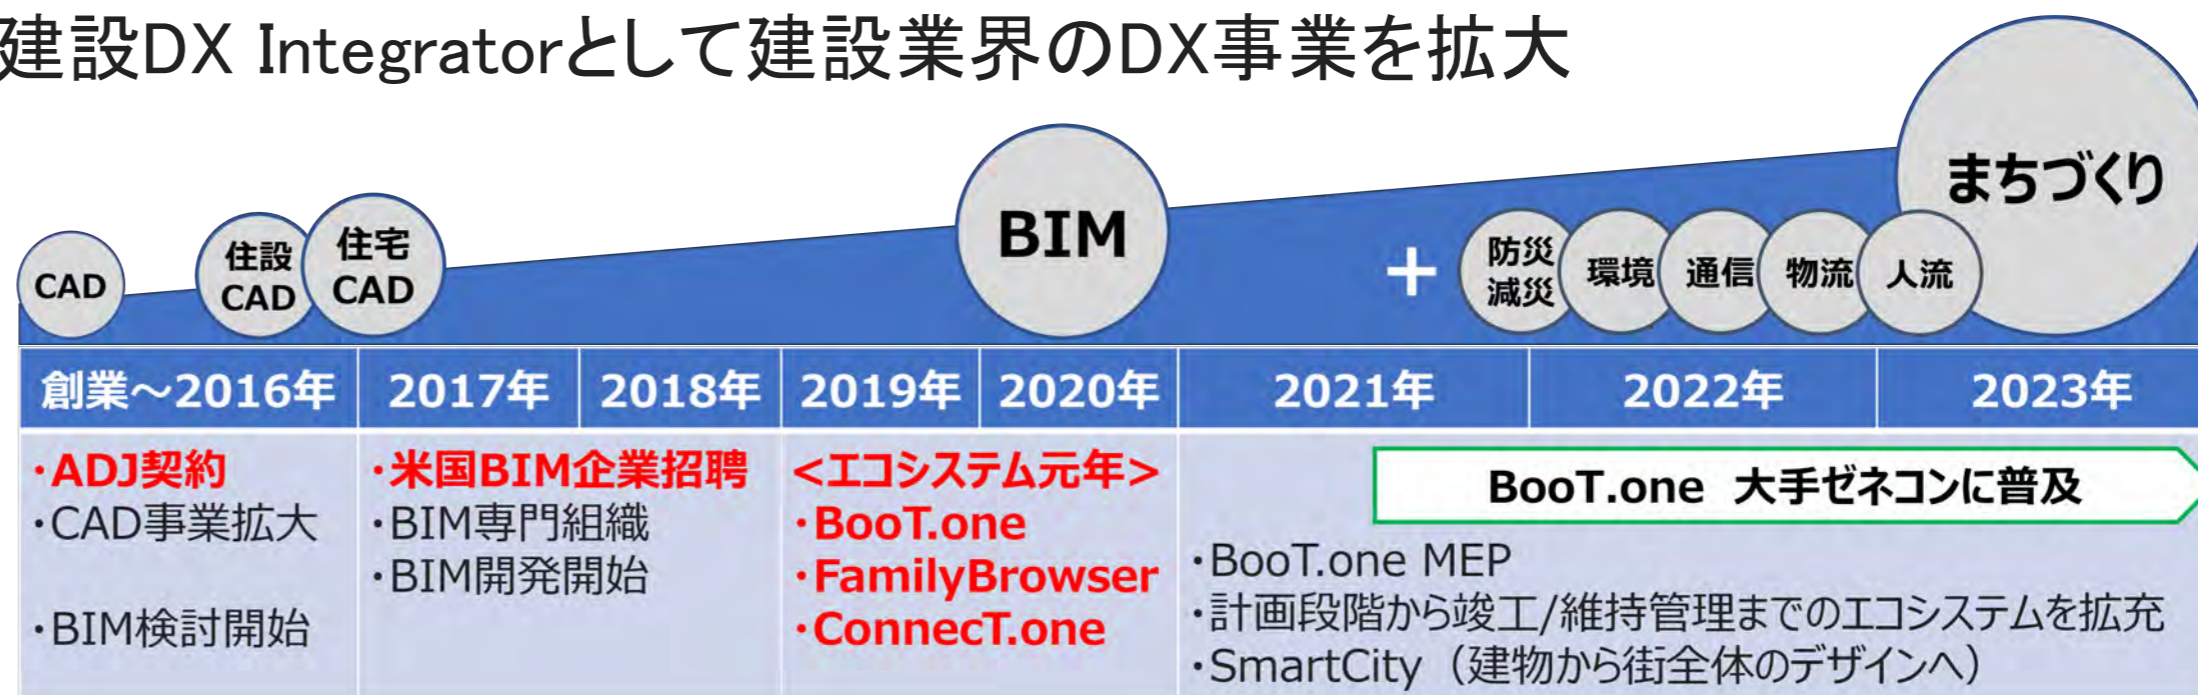 建設DX Integratorとして建設業界のDX事業を拡大
CAD
住設
CAD
住宅
CAD
BIM
+
防災
減災
環境
通信
物流
人流
まちづくり
創業～2016年
2017年
2018年
2019年
2020年
2021年
2022年
2023年
・ADJ契約
・CAD事業拡大
・BIM検討開始
・米国BIM企業招聘
・BIM専門組織
・BIM開発開始
<エコシステム元年>
・BooT.one
・FamilyBrowser
・ConnecT.one
BooT.one 大手ゼネコンに普及
・BooT.one MEP
・計画段階から竣工/維持管理までのエコシステムを拡充
・SmartCity（建物から街全体のデザインへ）